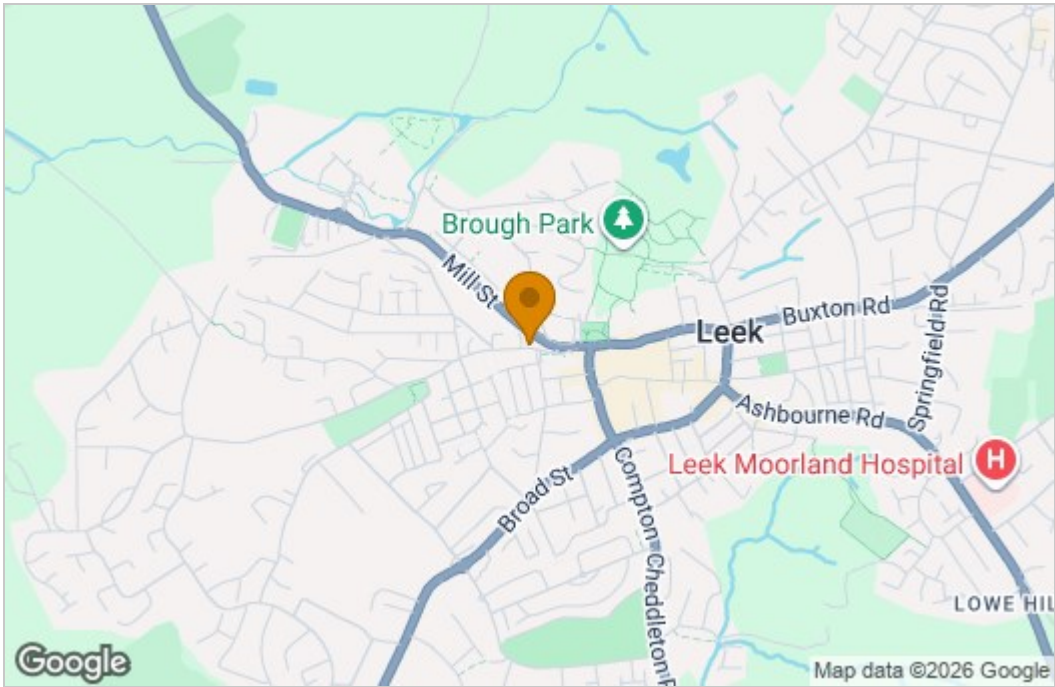 Brough Park
Mill St
Leek
Buxton Rd
Springfield Rd
Ashbourne Rd
Leek Moorland Hospital
H
Broad St
Compton
Cheddleton R
LOWE HIL
Google
Map data ©2026 Google